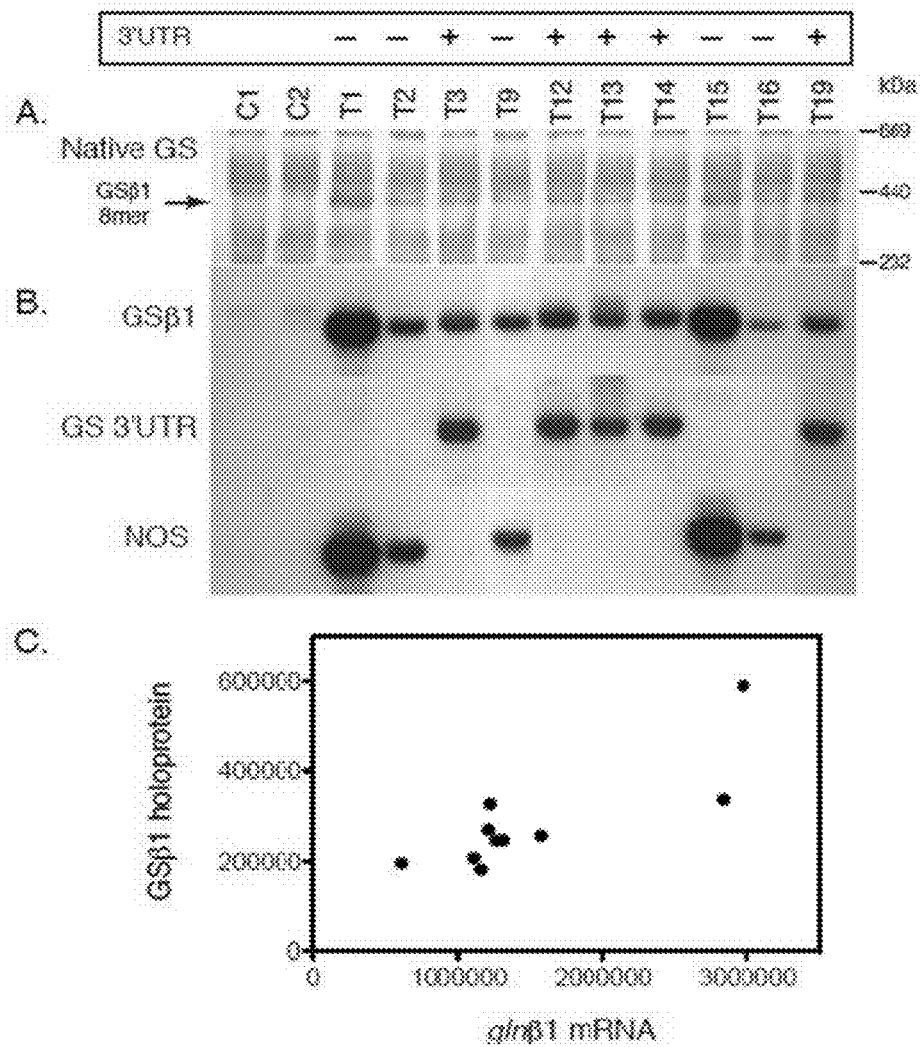 3'UTR – – + – + + + – – +
A. C1 C2 T1 T2 T3 T9 T12 T13 T14 T15 T16 T19 kDa
Native GS
GSβ1
8mer
669
440
232
B.
GSβ1
GS 3'UTR
NOS
C.
GSβ1 holoprotein
600000
400000
200000
0
0 1000000 2000000 3000000
glnβ1 mRNA